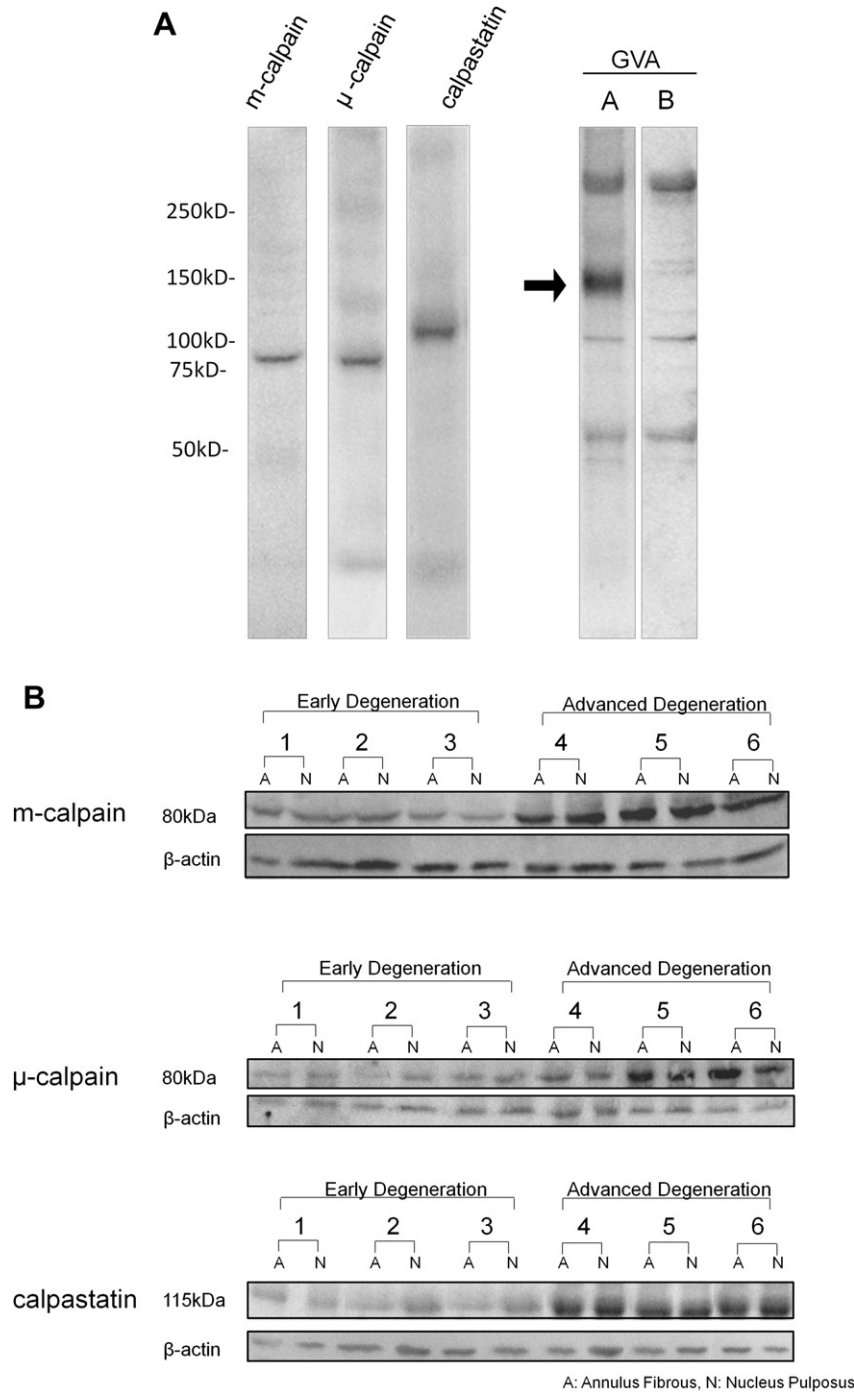 A
m-calpain
μ-calpain
calpastatin
GVA
A B
250kD-
150kD-
100kD-
75kD-
50kD-
B
Early Degeneration Advanced Degeneration
1 2 3 4 5 6
A N A N A N A N A N A N
m-calpain 80kDa
β-actin
Early Degeneration Advanced Degeneration
1 2 3 4 5 6
A N A N A N A N A N A N
μ-calpain 80kDa
β-actin
Early Degeneration Advanced Degeneration
1 2 3 4 5 6
A N A N A N A N A N A N
calpastatin 115kDa
β-actin
A: Annulus Fibrous, N: Nucleus Pulposus